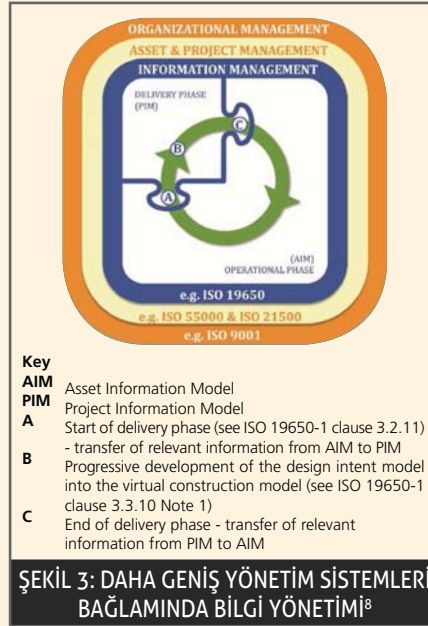 ORGANIZATIONAL MANAGEMENT
ASSET & PROJECT MANAGEMENT
INFORMATION MANAGEMENT
DELIVERY PHASE
(PIM)
C
B
A
(AIM)
OPERATIONAL PHASE
e.g. ISO 19650
e.g. ISO 55000 & ISO 21500
e.g. ISO 9001
Key
AIM Asset Information Model
PIM Project Information Model
A Start of delivery phase (see ISO 19650-1 clause 3.2.11)
- transfer of relevant information from AIM to PIM
B Progressive development of the design intent model
into the virtual construction model (see ISO 19650-1
clause 3.3.10 Note 1)
C End of delivery phase - transfer of relevant
information from PIM to AIM
ŞEKİL 3: DAHA GENİŞ YÖNETİM SİSTEMLERİ
BAĞLAMINDA BİLGİ YÖNETİMİ⁸